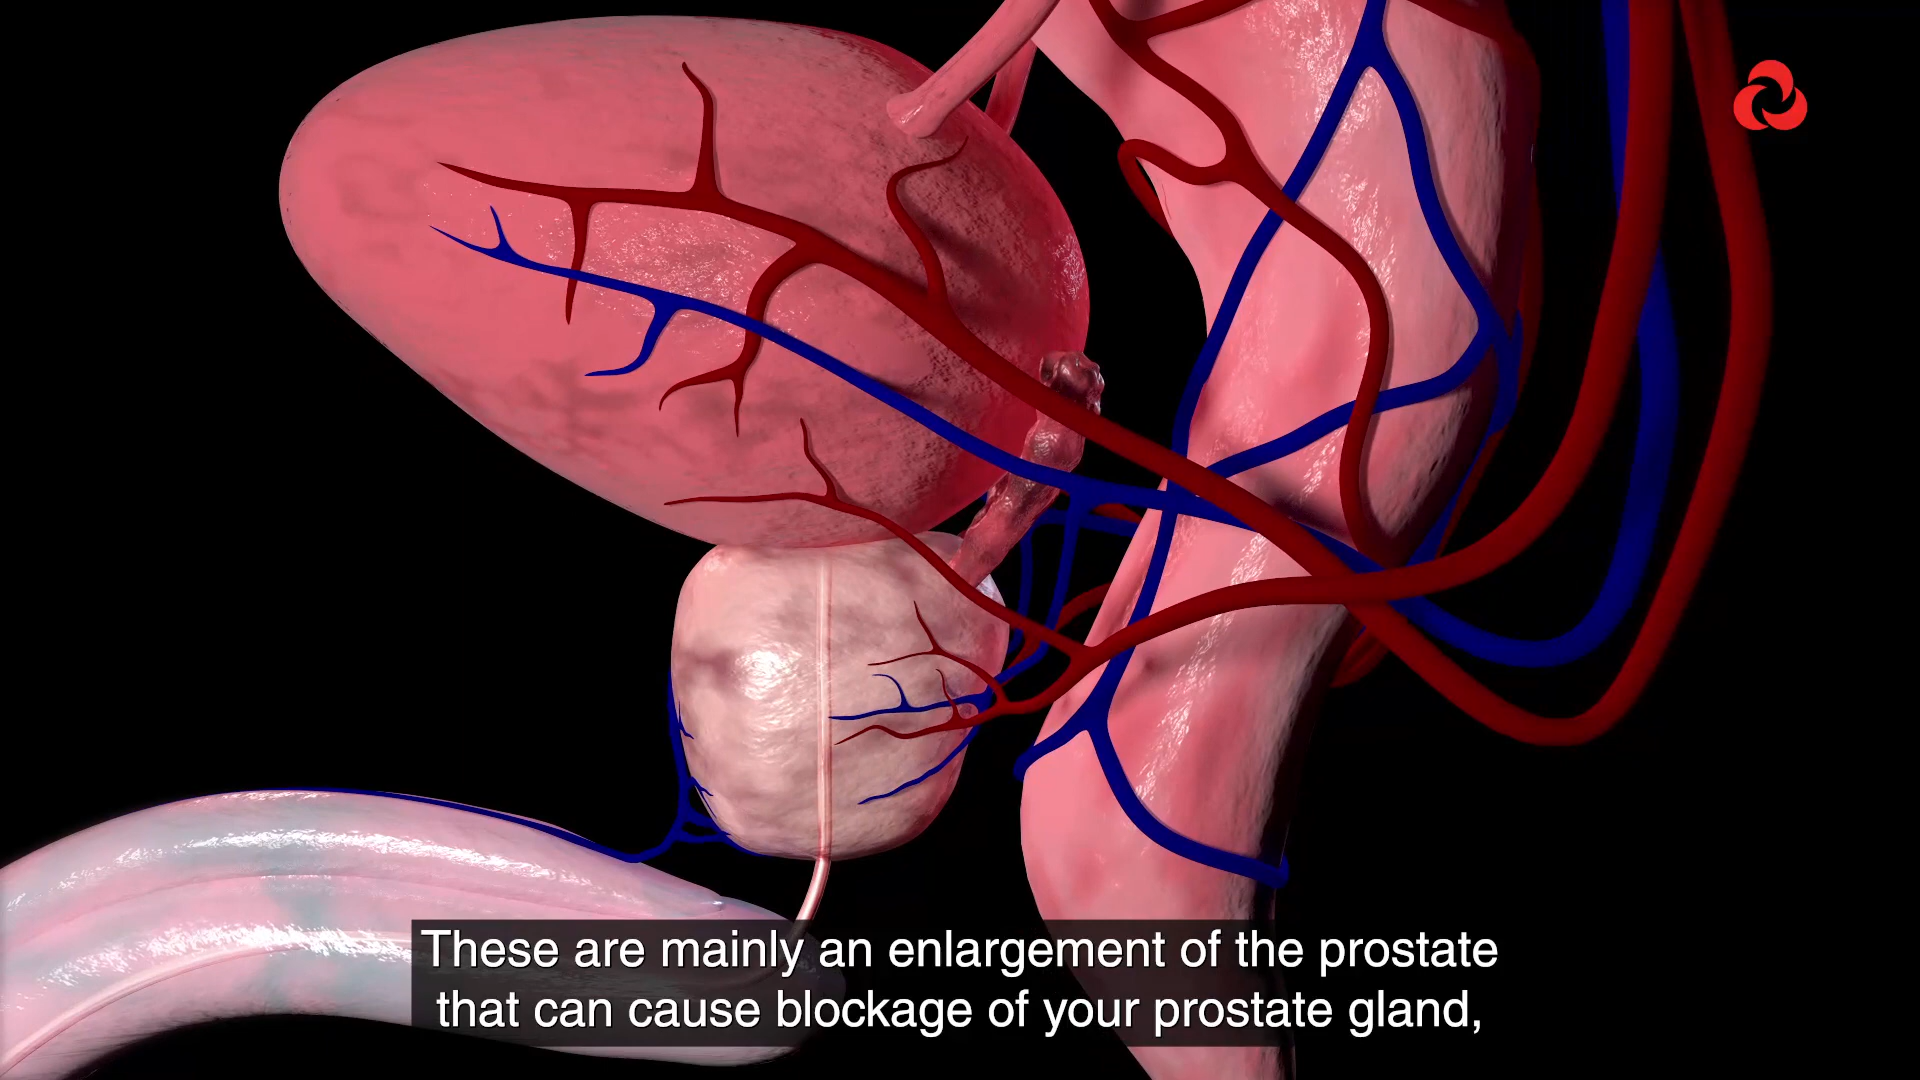 These are mainly an enlargement of the prostate
that can cause blockage of your prostate gland,